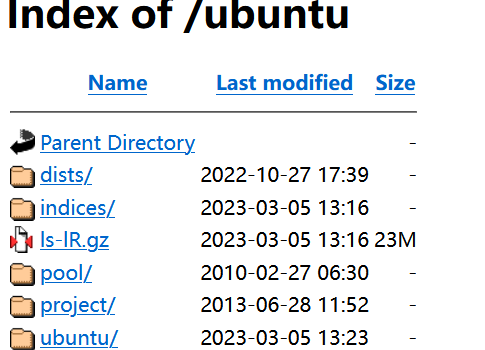 Index of /ubuntu
Name Last modified Size
Parent Directory -
dists/ 2022-10-27 17:39 -
indices/ 2023-03-05 13:16 -
ls-lR.gz 2023-03-05 13:16 23M
pool/ 2010-02-27 06:30 -
project/ 2013-06-28 11:52 -
ubuntu/ 2023-03-05 13:23 -